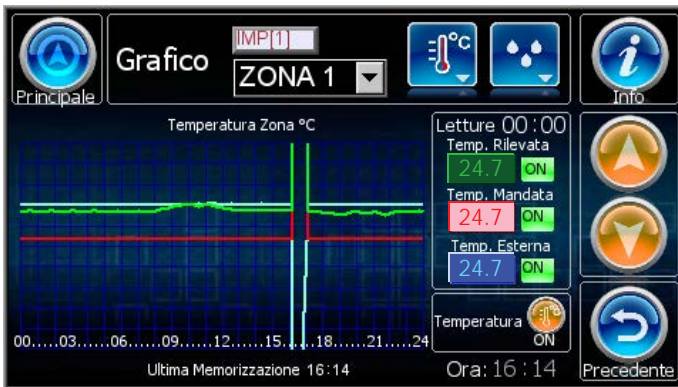 Principale
Grafico
IMP[1]
ZONA 1
°C
i
Info
Temperatura Zona °C
Letture 00:00
Temp. Rilevata
24.7 ON
Temp. Mandata
24.7 ON
Temp. Esterna
24.7 ON
Temperatura
ON
00.....03......06......09......12......15......18......21......24
Ultima Memorizzazione 16:14
Ora: 16:14
Precedente